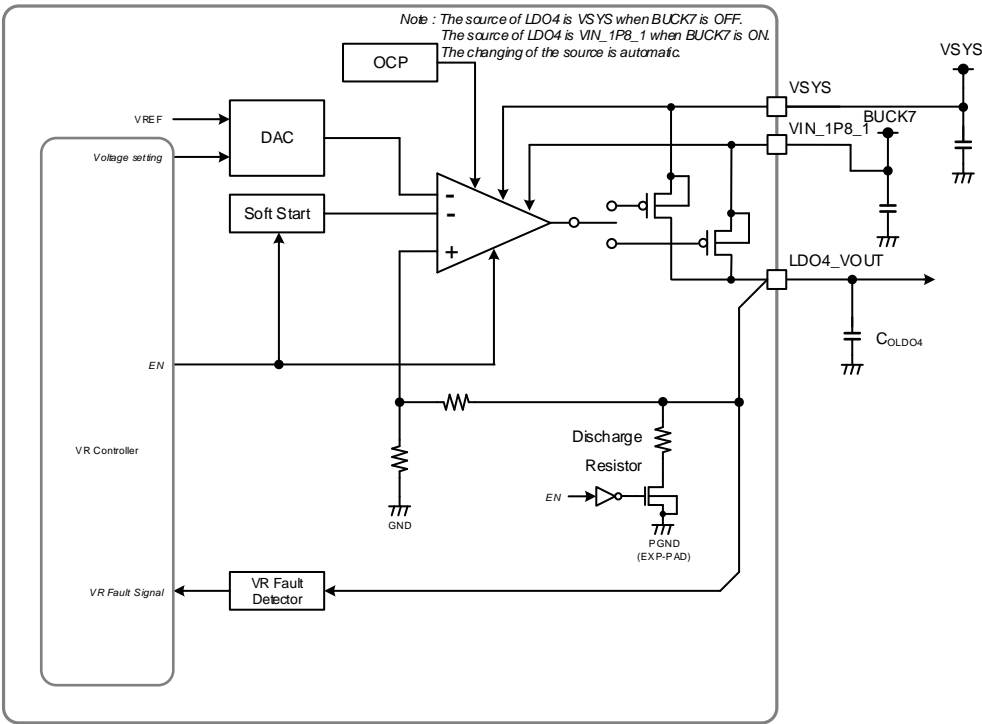 Note : The source of LDO4 is VSYS when BUCK7 is OFF.
The source of LDO4 is VIN_1P8_1 when BUCK7 is ON.
The changing of the source is automatic.
OCP
VSYS
VSYS
VREF
DAC
VIN_1P8_1
BUCK7
Voltage setting
-
-
+
Soft Start
LDO4_VOUT
COLDO4
EN
VR Controller
Discharge
Resistor
EN
GND
PGND
(EXP-PAD)
VR Fault Signal
VR Fault
Detector